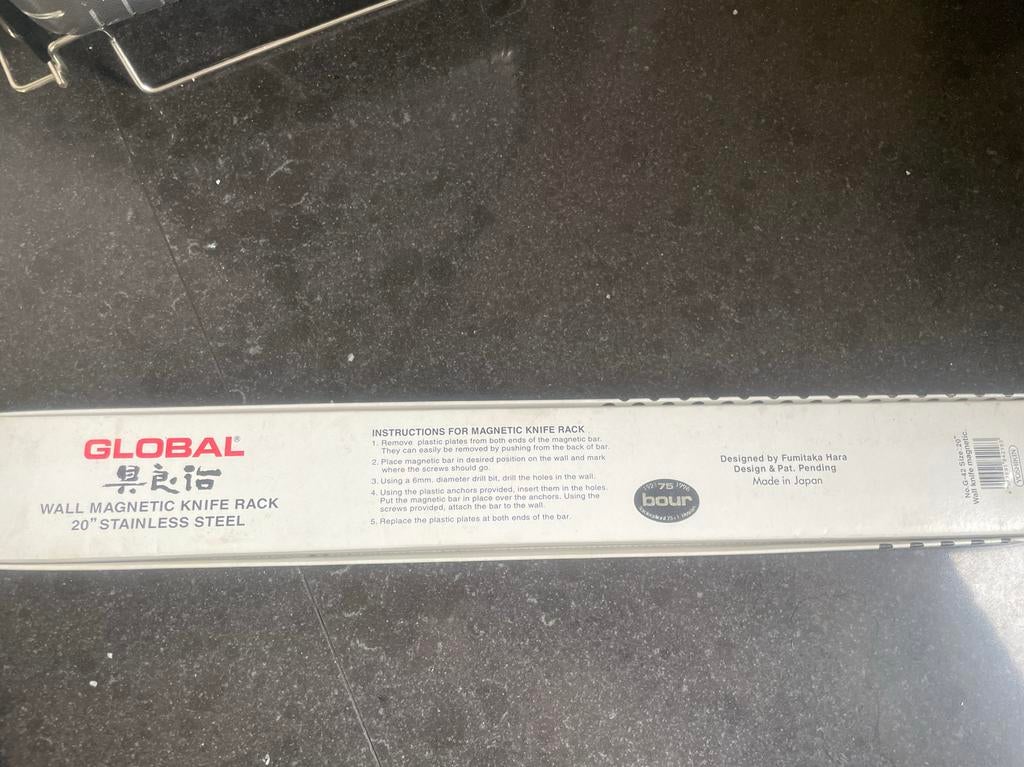 GLOBAL®
具良治
WALL MAGNETIC KNIFE RACK
20” STAINLESS STEEL
INSTRUCTIONS FOR MAGNETIC KNIFE RACK
1. Remove plastic plates from both ends of the magnetic bar.
They can easily be removed by pushing from the back of bar.
2. Place magnetic bar in desired position on the wall and mark
where the screws should go.
3. Using a 6mm. diameter drill bit, drill the holes in the wall.
4. Using the plastic anchors provided, insert them in the holes.
Put the magnetic bar in place over the anchors. Using the
screws provided, attach the bar to the wall.
5. Replace the plastic plates at both ends of the bar.
75 1996
bour
Designed by Fumitaka Hara
Design & Pat. Pending
Made in Japan
No.G-42 Size:20"
Wall knife magnetic.
YOSHIKIN